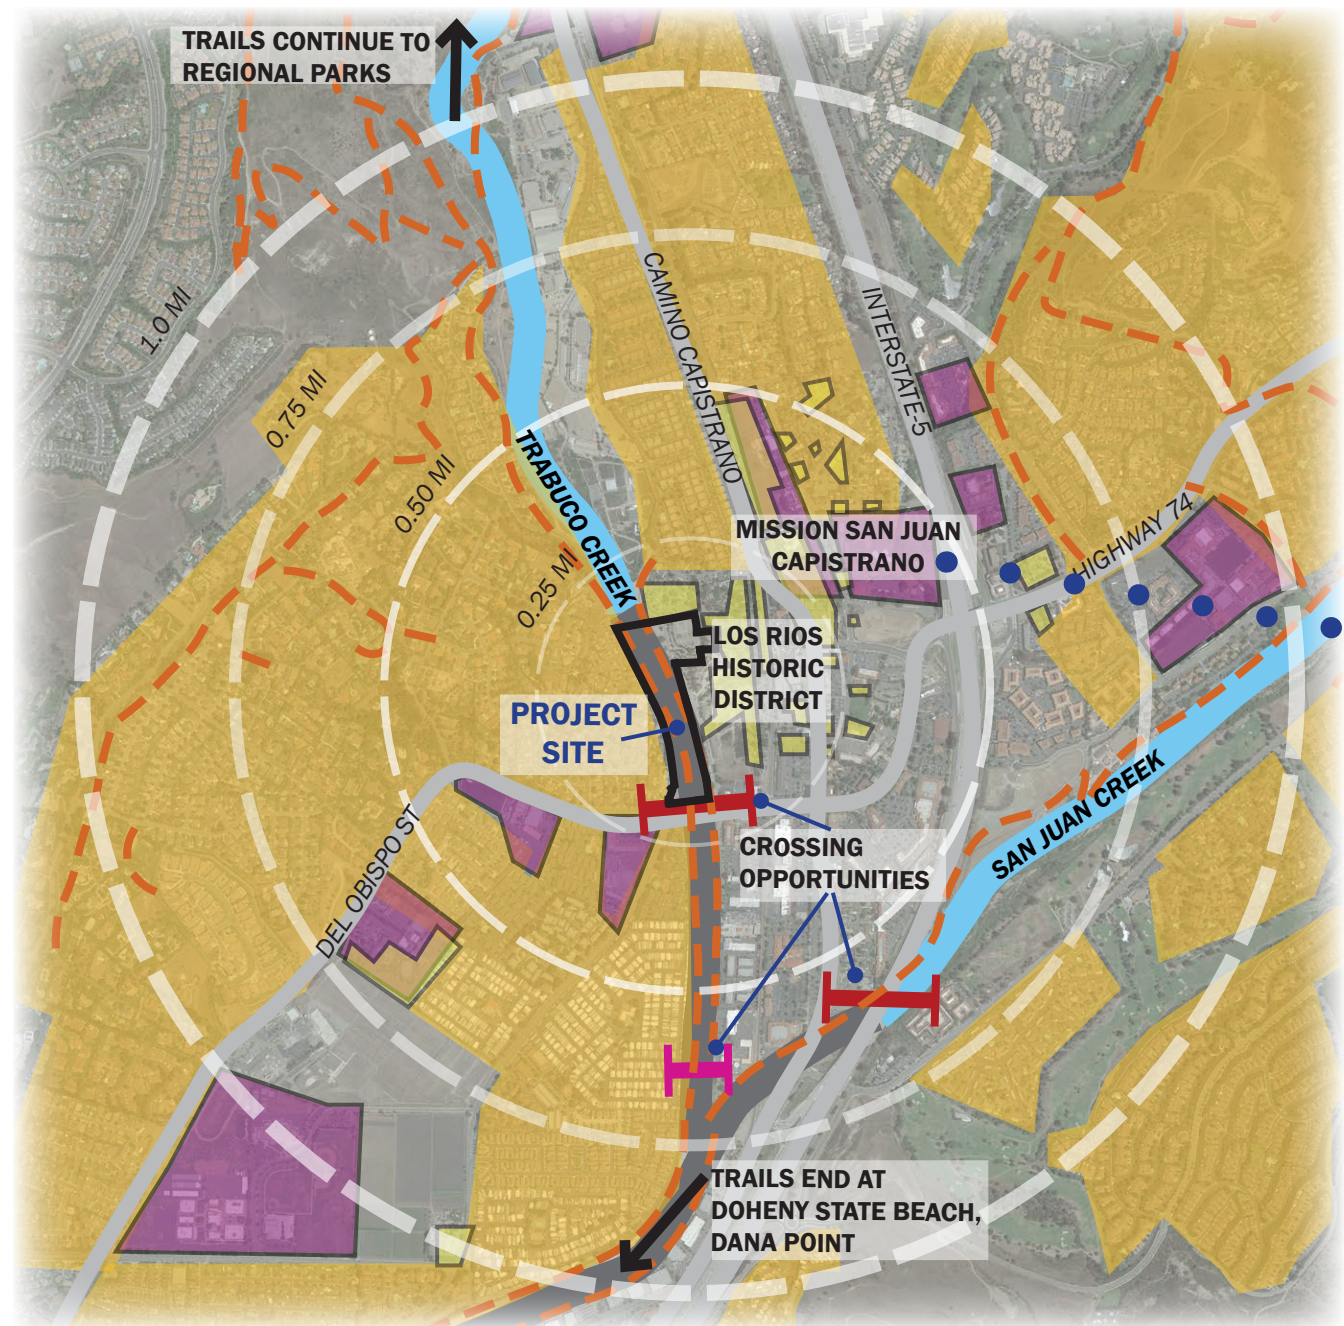 TRAILS CONTINUE TO
REGIONAL PARKS
1.0 MI
0.75 MI
0.50 MI
0.25 MI
CAMINO CAPISTRANO
INTERSTATE-5
TRABUCO CREEK
MISSION SAN JUAN
CAPISTRANO
HIGHWAY 74
LOS RIOS
HISTORIC
DISTRICT
PROJECT
SITE
DEL OBISPO ST
CROSSING
OPPORTUNITIES
SAN JUAN CREEK
TRAILS END AT
DOHENY STATE BEACH,
DANA POINT